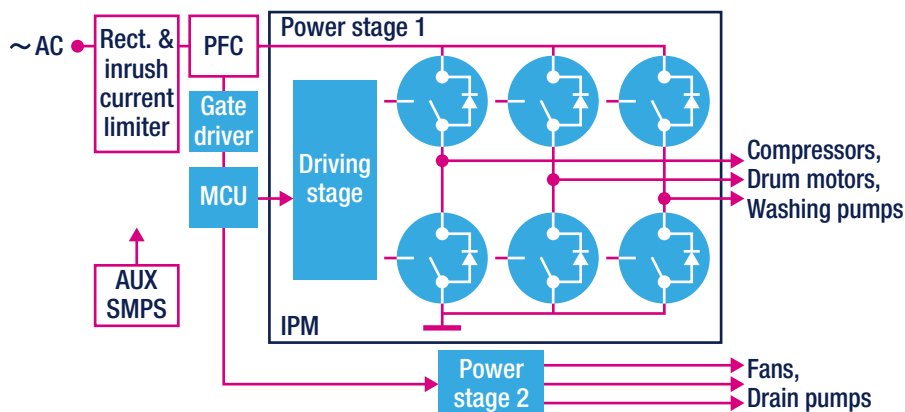 ~ AC
Rect. &
inrush
current
limiter
PFC
Gate
driver
MCU
AUX
SMPS
Power stage 1
Driving
stage
IPM
Compressors,
Drum motors,
Washing pumps
Power
stage 2
Fans,
Drain pumps